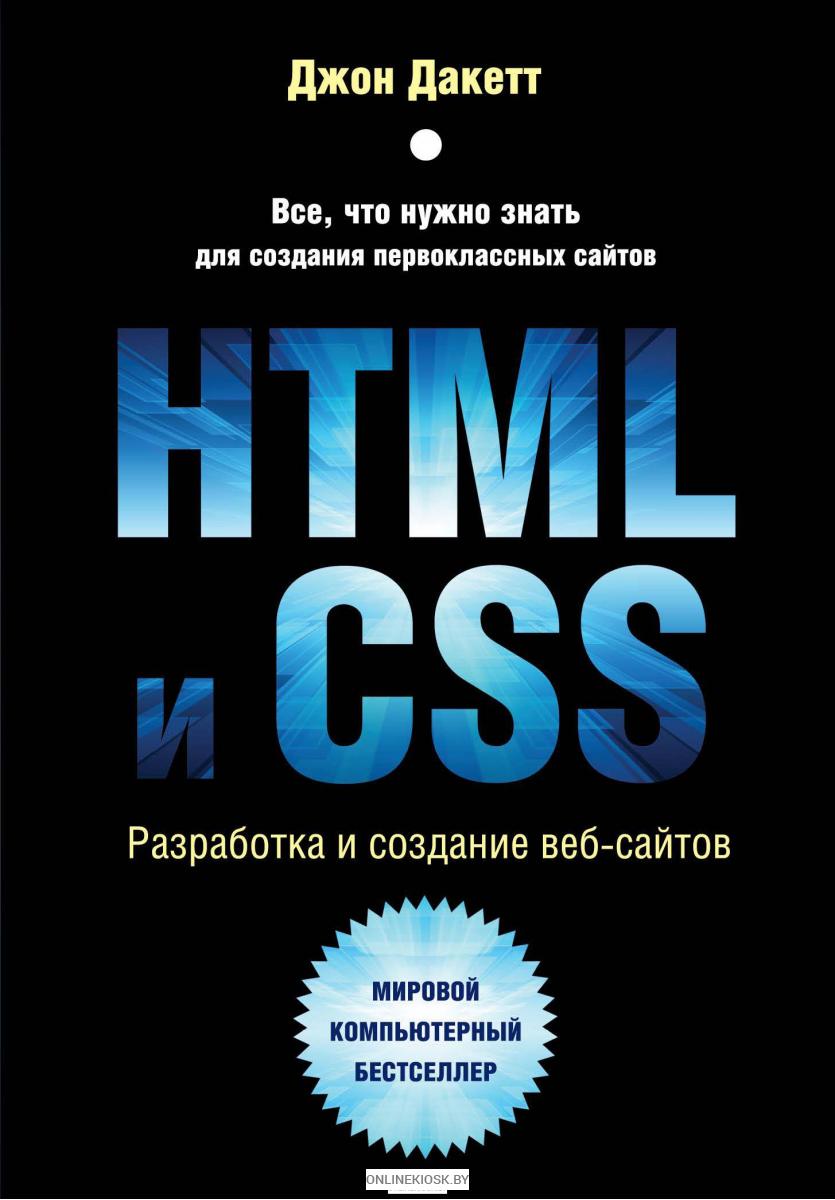 Джон Дакетт
Все, что нужно знать
для создания первоклассных сайтов
HTML
и CSS
Разработка и создание веб-сайтов
МИРОВОЙ
КОМПЬЮТЕРНЫЙ
БЕСТСЕЛЛЕР
ONLINEKIOSK.BY